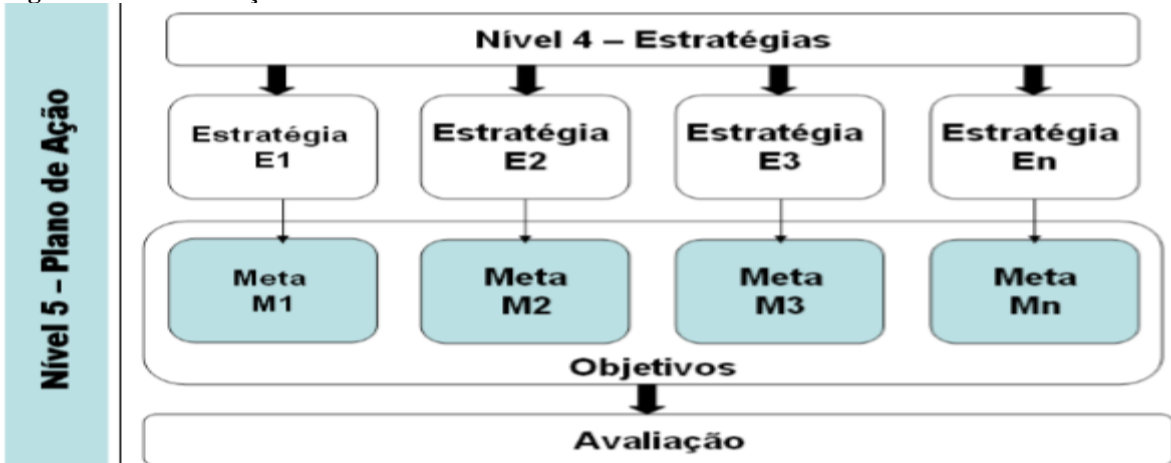 Nível 5 – Plano de Ação
Nível 4 – Estratégias
Estratégia
E1
Estratégia
E2
Estratégia
E3
Estratégia
En
Meta
M1
Meta
M2
Meta
M3
Meta
Mn
Objetivos
Avaliação